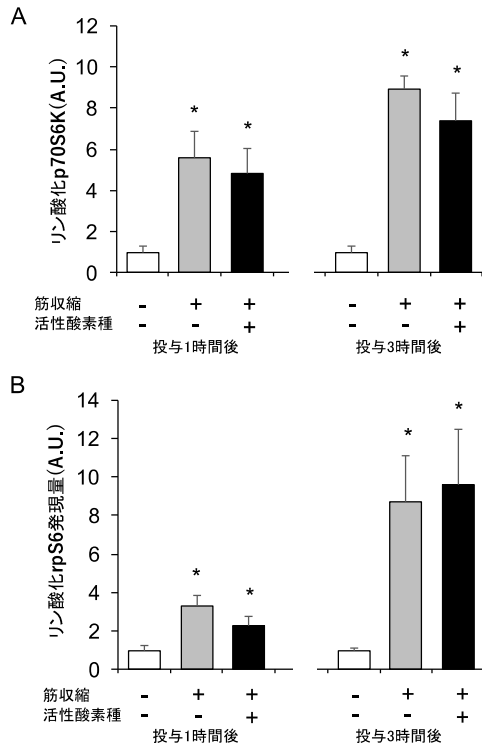 A
リン酸化p70S6K(A.U.)
12
10
8
6
4
2
0
* * * *
筋収縮 - + + - + +
活性酸素種 - - + - - +
投与1時間後 投与3時間後
B
リン酸化rpS6発現量(A.U.)
14
12
10
8
6
4
2
0
* * * *
筋収縮 - + + - + +
活性酸素種 - - + - - +
投与1時間後 投与3時間後